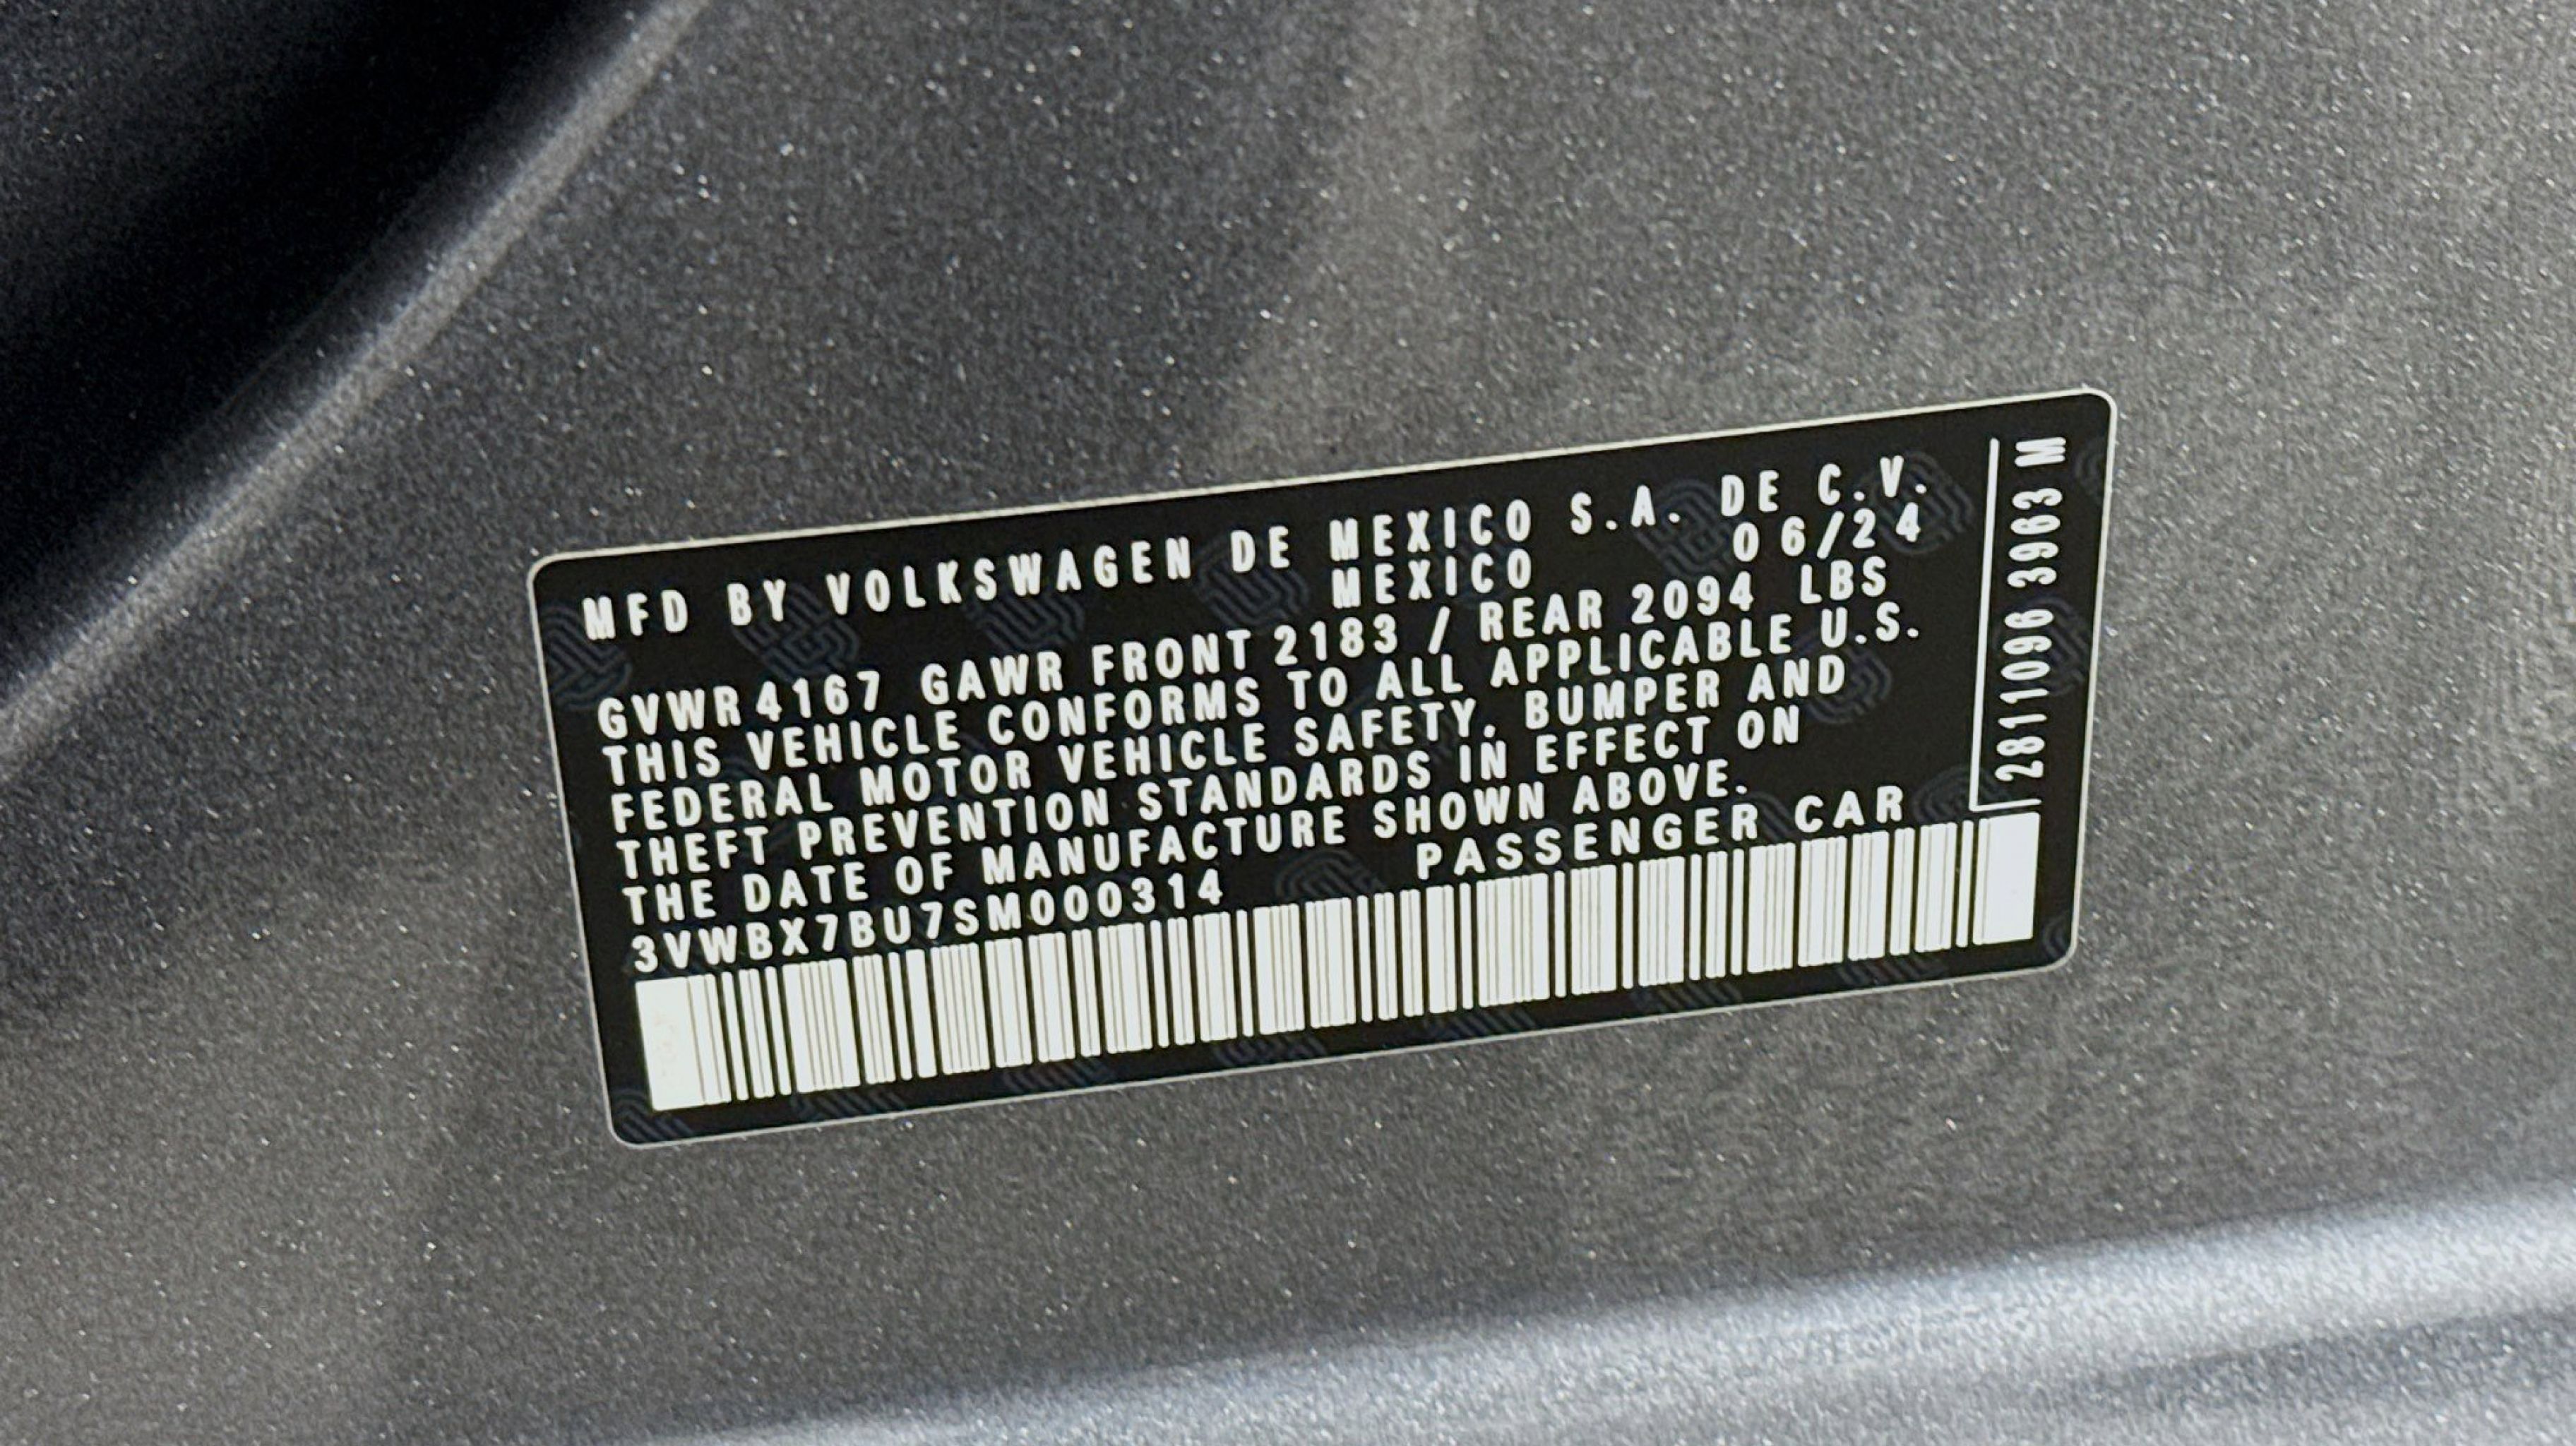 MFD BY VOLKSWAGEN DE MEXICO S.A. DE C.V.
MEXICO 06/24
GVWR 4167 GAWR FRONT 2183 / REAR 2094 LBS
THIS VEHICLE CONFORMS TO ALL APPLICABLE U.S.
FEDERAL MOTOR VEHICLE SAFETY, BUMPER AND
THEFT PREVENTION STANDARDS IN EFFECT ON
THE DATE OF MANUFACTURE SHOWN ABOVE.
3VWBX7BU7SM000314 PASSENGER CAR
2811096 3963 M